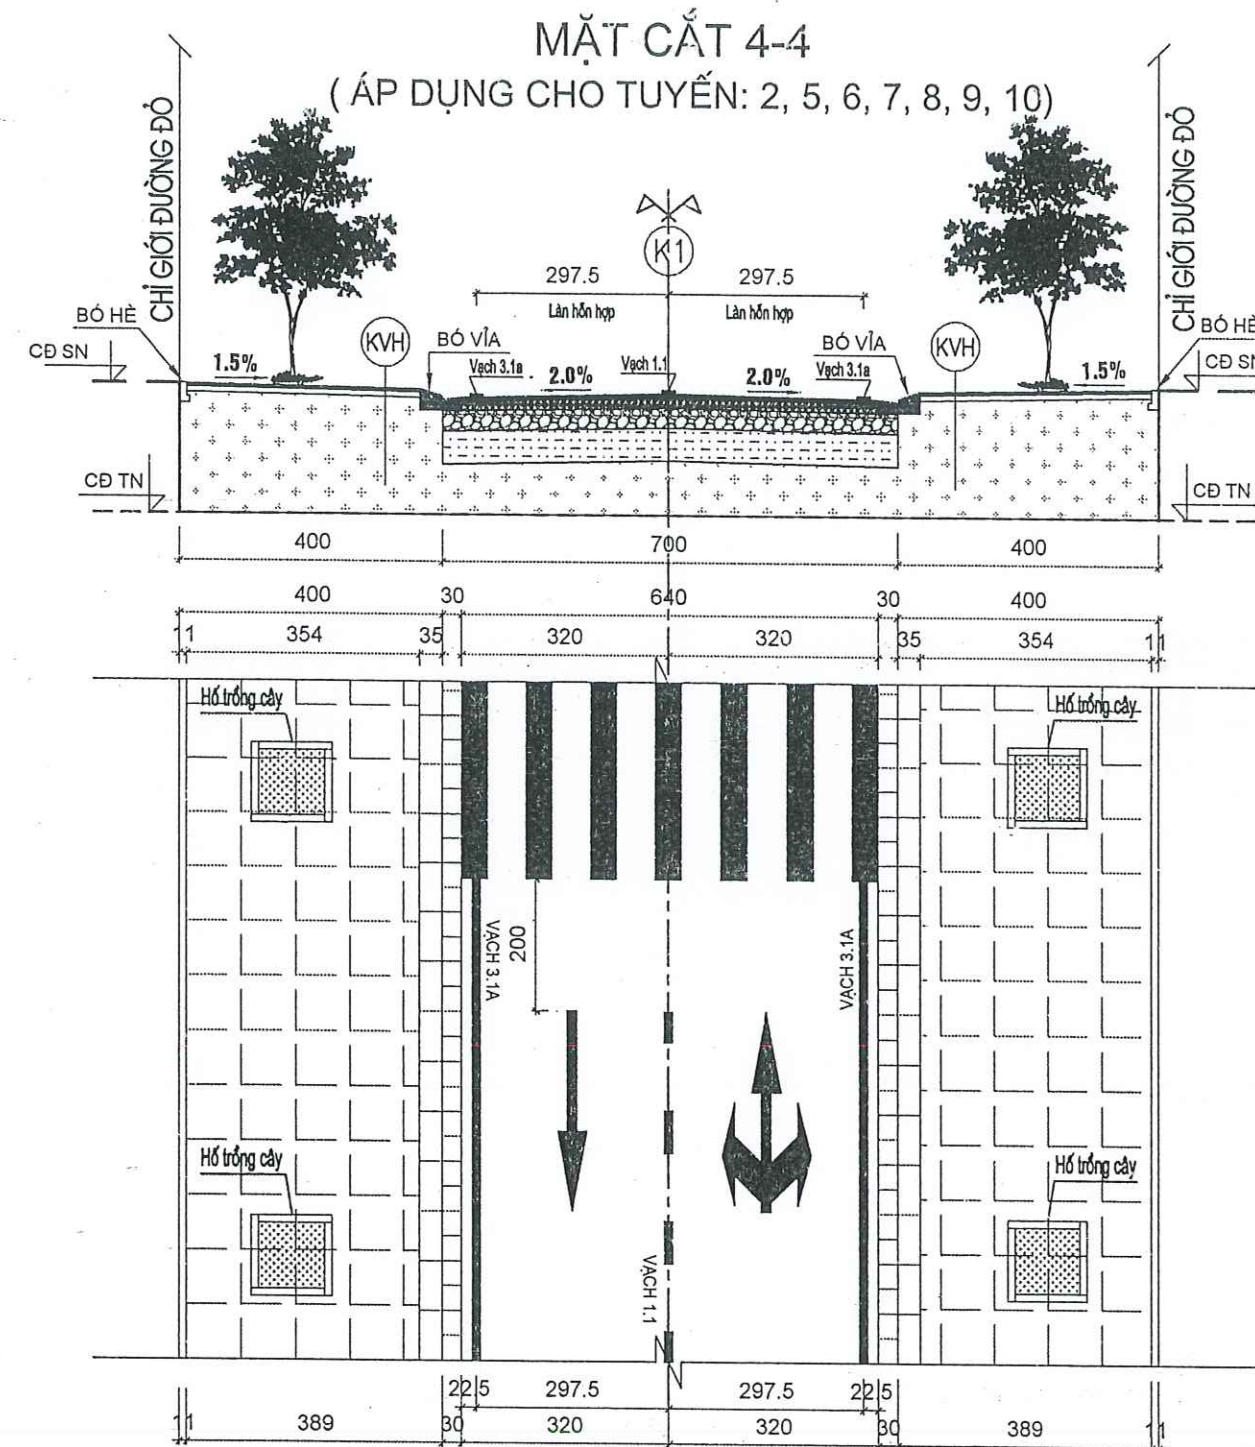 MẶT CẮT 4-4
( ÁP DỤNG CHO TUYẾN: 2, 5, 6, 7, 8, 9, 10)
CHỈ GIỚI ĐƯỜNG ĐỎ
CHỈ GIỚI ĐƯỜNG ĐỎ
K1
297.5 297.5
Làn hỗn hợp Làn hỗn hợp
BÓ HÈ KVH BÓ VỈA BÓ VỈA KVH BÓ HÈ
CĐ SN 1.5% Vạch 3.1a 2.0% Vạch 1.1 2.0% Vạch 3.1a 1.5% CĐ SN
CĐ TN CĐ TN
400 700 400
400 30 640 30 400
11 354 35 320 320 35 354 11
Hố trồng cây Hố trồng cây
VẠCH 3.1A 200 VẠCH 3.1A
Hố trồng cây Hố trồng cây
VẠCH 1.1
22.5 297.5 297.5 22.5
11 389 30 320 320 30 389 11